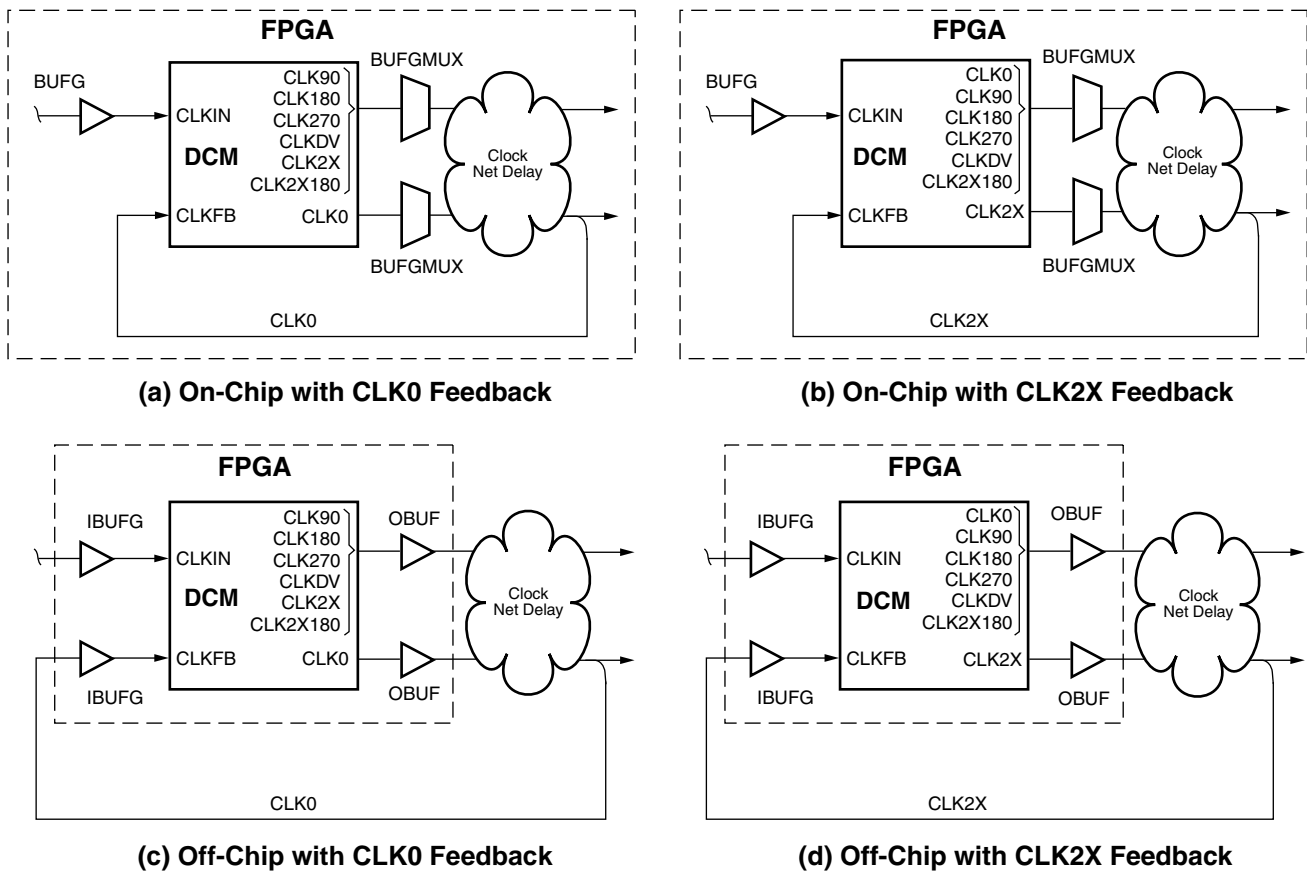 FPGA
BUFG
BUFGMUX
CLK90
CLK180
CLK270
CLKDV
CLK2X
CLK2X180
CLKIN
DCM
CLKFB
CLK0
Clock
Net Delay
BUFGMUX
CLK0
(a) On-Chip with CLK0 Feedback
FPGA
BUFG
BUFGMUX
CLK0
CLK90
CLK180
CLK270
CLKDV
CLK2X180
CLKIN
DCM
CLKFB
CLK2X
Clock
Net Delay
BUFGMUX
CLK2X
(b) On-Chip with CLK2X Feedback
FPGA
IBUFG
OBUF
CLK90
CLK180
CLK270
CLKDV
CLK2X
CLK2X180
CLKIN
DCM
CLKFB
CLK0
Clock
Net Delay
IBUFG
OBUF
CLK0
(c) Off-Chip with CLK0 Feedback
FPGA
IBUFG
OBUF
CLK0
CLK90
CLK180
CLK270
CLKDV
CLK2X180
CLKIN
DCM
CLKFB
CLK2X
Clock
Net Delay
IBUFG
OBUF
CLK2X
(d) Off-Chip with CLK2X Feedback